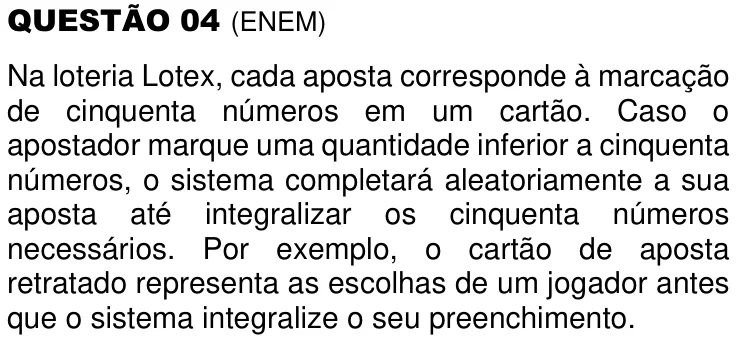 QUESTÃO 04 (ENEM)
Na loteria Lotex, cada aposta corresponde à marcação
de cinquenta números em um cartão. Caso o
apostador marque uma quantidade inferior a cinquenta
números, o sistema completará aleatoriamente a sua
aposta até integralizar os cinquenta números
necessários. Por exemplo, o cartão de aposta
retratado representa as escolhas de um jogador antes
que o sistema integralize o seu preenchimento.